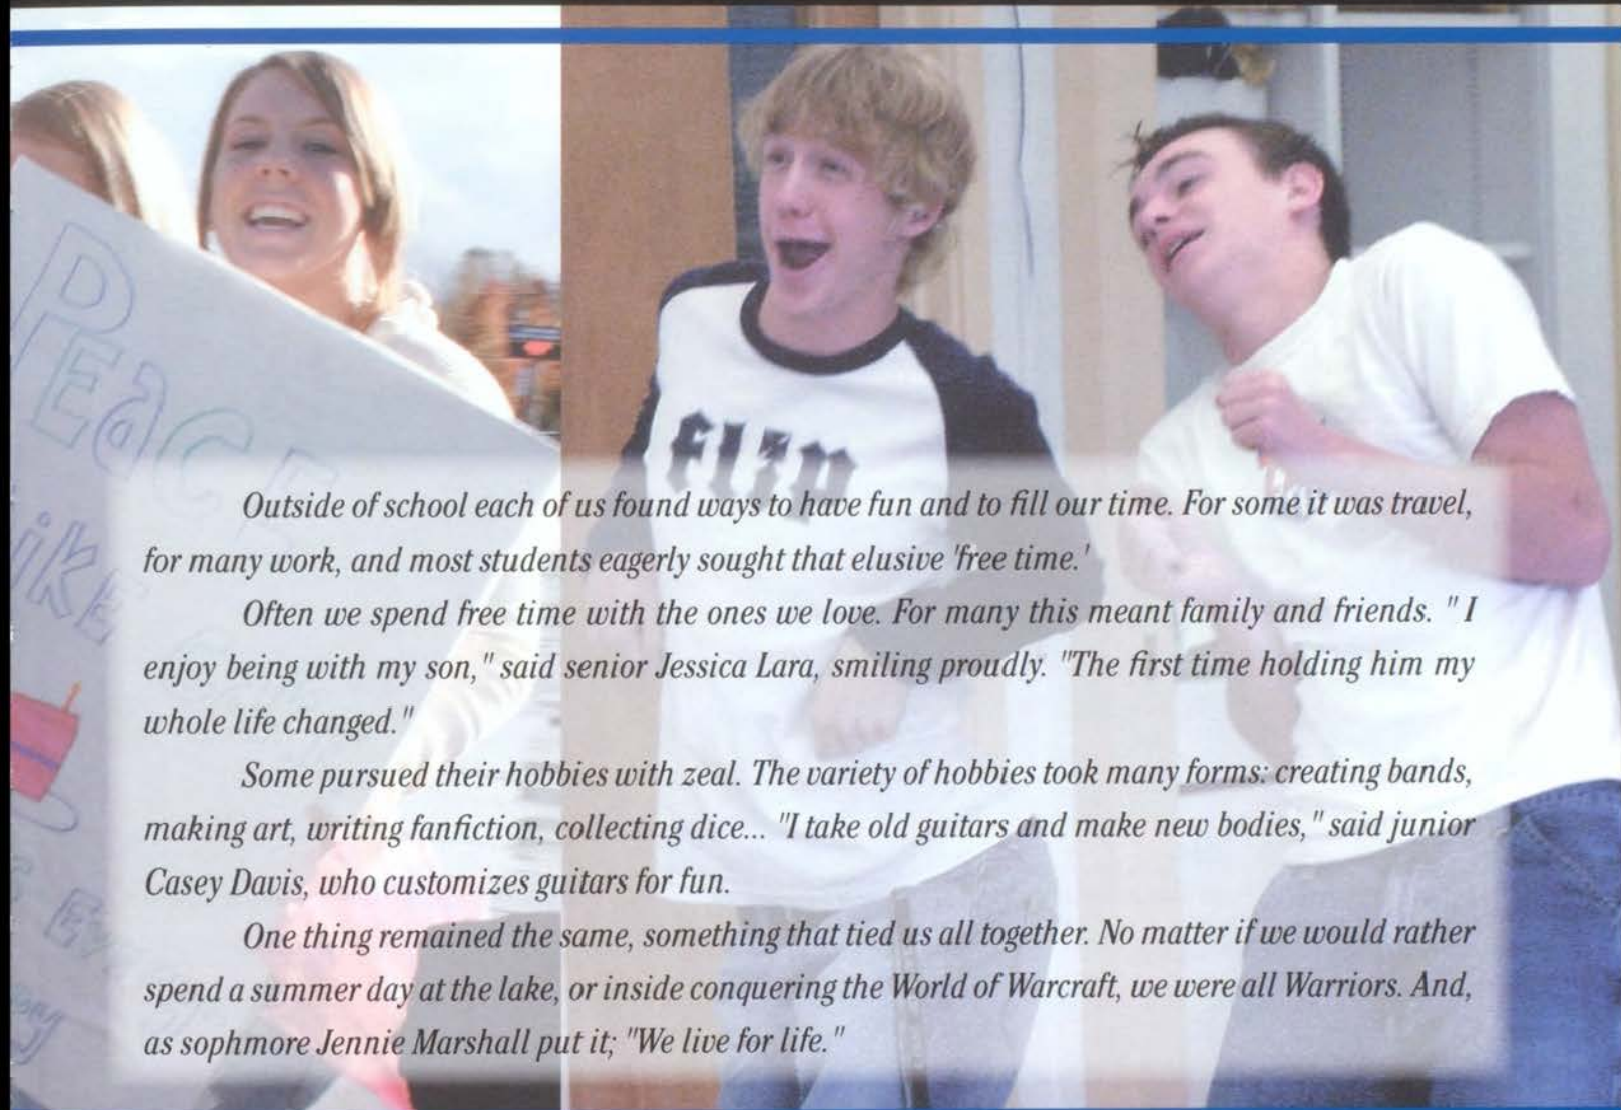 PEACE
like
flip
Outside of school each of us found ways to have fun and to fill our time. For some it was travel,
for many work, and most students eagerly sought that elusive 'free time.'
Often we spend free time with the ones we love. For many this meant family and friends. " I
enjoy being with my son," said senior Jessica Lara, smiling proudly. "The first time holding him my
whole life changed."
Some pursued their hobbies with zeal. The variety of hobbies took many forms: creating bands,
making art, writing fanfiction, collecting dice... "I take old guitars and make new bodies," said junior
Casey Davis, who customizes guitars for fun.
One thing remained the same, something that tied us all together. No matter if we would rather
spend a summer day at the lake, or inside conquering the World of Warcraft, we were all Warriors. And,
as sophmore Jennie Marshall put it; "We live for life."